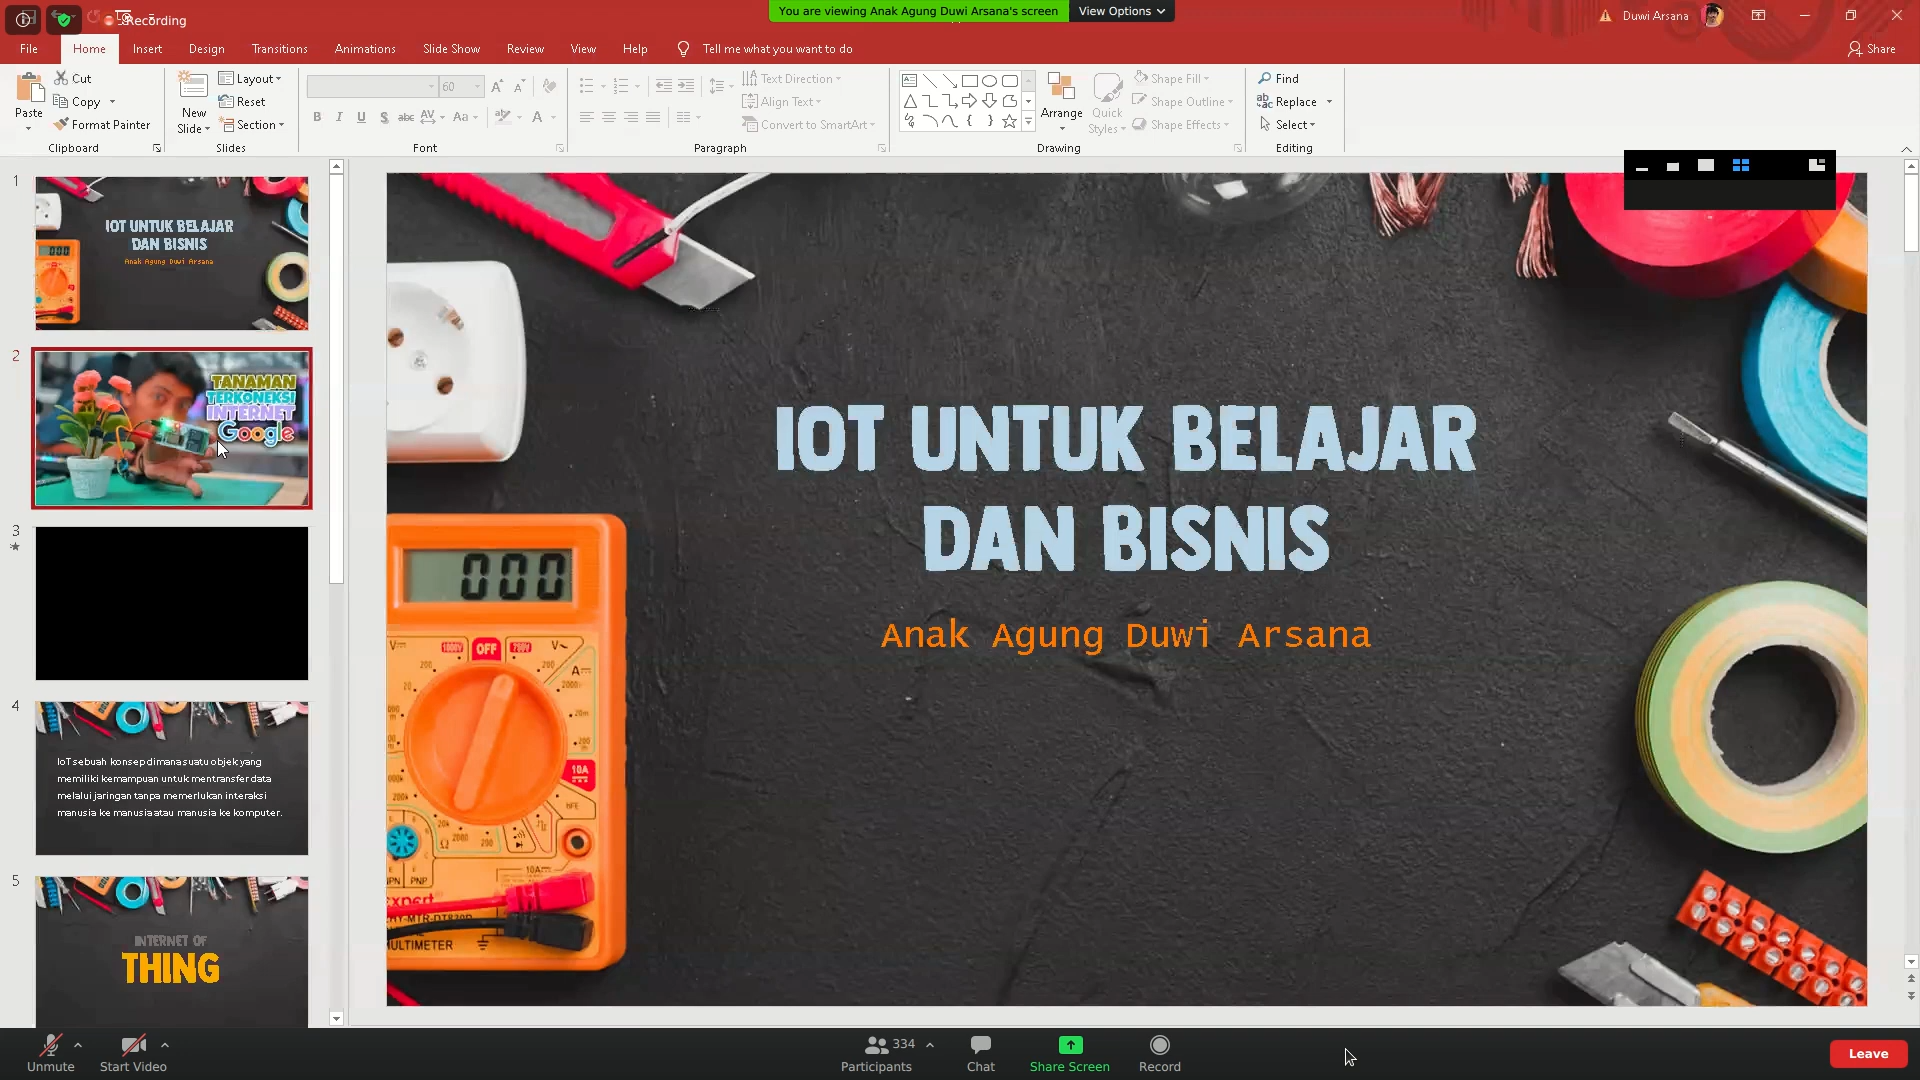 Recording
You are viewing Anak Agung Duwi Arsana's screen
View Options
Duwi Arsana
File
Home
Insert
Design
Transitions
Animations
Slide Show
Review
View
Help
Tell me what you want to do
Share
Paste
Cut
Copy
Format Painter
Clipboard
New
Slide
Layout
Reset
Section
Slides
60
Font
Text Direction
Align Text
Convert to SmartArt
Paragraph
Arrange
Quick
Styles
Shape Fill
Shape Outline
Shape Effects
Drawing
Find
Replace
Select
Editing
1
IOT UNTUK BELAJAR
DAN BISNIS
Anak Agung Duwi Arsana
2
TANAMAN
TERKONEKSI
INTERNET
Google
3
4
IoT sebuah konsep dimana suatu objek yang
memiliki kemampuan untuk mentransfer data
melalui jaringan tanpa memerlukan interaksi
manusia ke manusia atau manusia ke komputer.
5
INTERNET OF
THING
IOT UNTUK BELAJAR
DAN BISNIS
Anak Agung Duwi Arsana
000
OFF
10A
hFE
PNP
MULTIMETER
Unmute
Start Video
334
Participants
Chat
Share Screen
Record
Leave